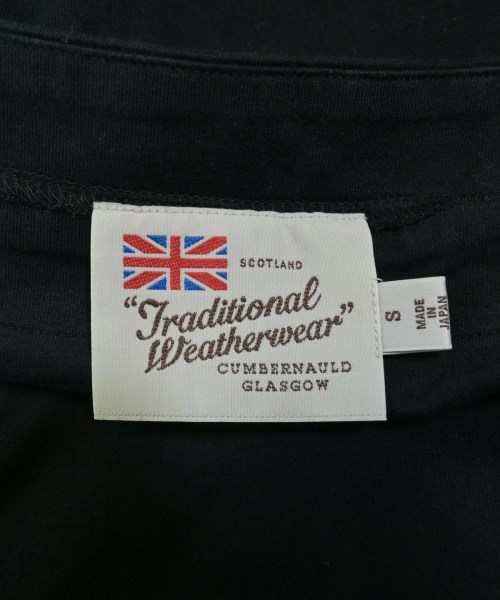 SCOTLAND
"Traditional
Weatherwear"
CUMBERNAULD
GLASGOW
S
MADE
IN
JAPAN